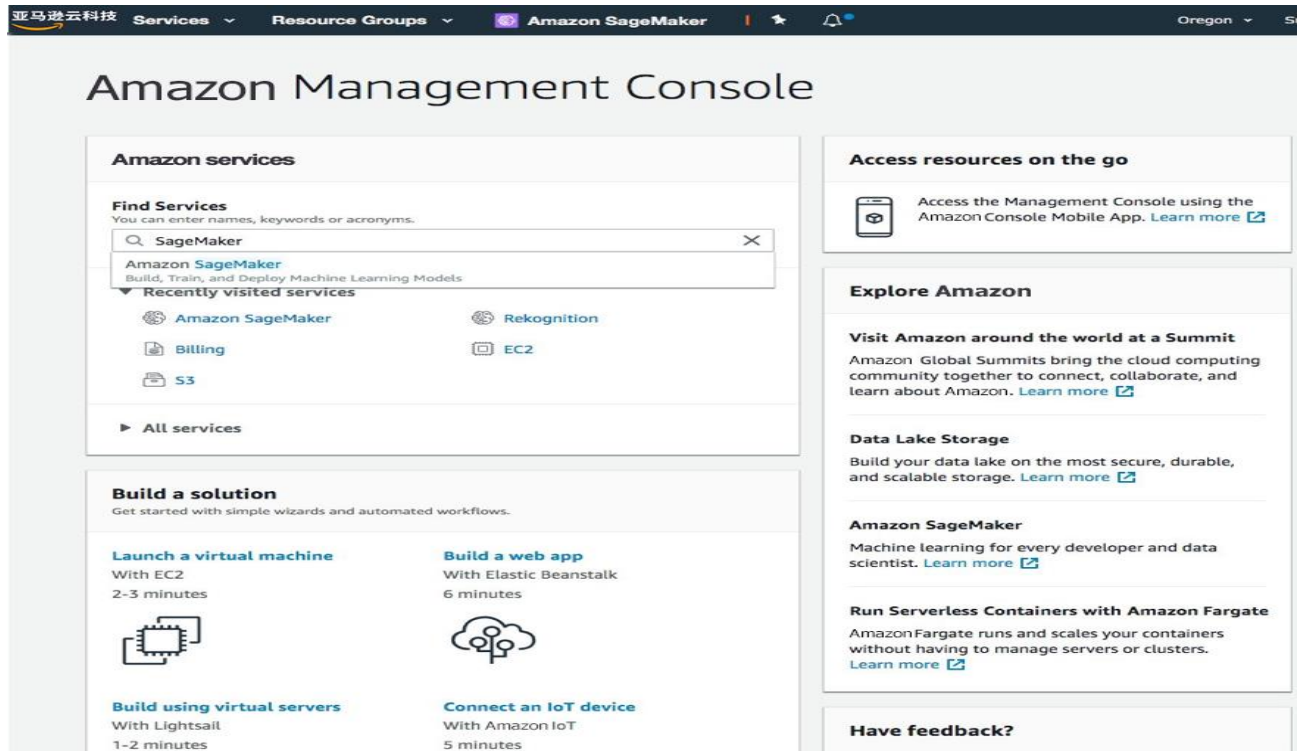 亚马逊云科技 Services Resource Groups Amazon SageMaker Oregon
Amazon Management Console
Amazon services
Find Services
You can enter names, keywords or acronyms.
SageMaker
Amazon SageMaker
Build, Train, and Deploy Machine Learning Models
Recently visited services
Amazon SageMaker Rekognition
Billing EC2
S3
All services
Build a solution
Get started with simple wizards and automated workflows.
Launch a virtual machine Build a web app
With EC2 With Elastic Beanstalk
2-3 minutes 6 minutes
Build using virtual servers Connect an IoT device
With Lightsail With Amazon IoT
1-2 minutes 5 minutes
Access resources on the go
Access the Management Console using the
Amazon Console Mobile App. Learn more
Explore Amazon
Visit Amazon around the world at a Summit
Amazon Global Summits bring the cloud computing
community together to connect, collaborate, and
learn about Amazon. Learn more
Data Lake Storage
Build your data lake on the most secure, durable,
and scalable storage. Learn more
Amazon SageMaker
Machine learning for every developer and data
scientist. Learn more
Run Serverless Containers with Amazon Fargate
Amazon Fargate runs and scales your containers
without having to manage servers or clusters.
Learn more
Have feedback?